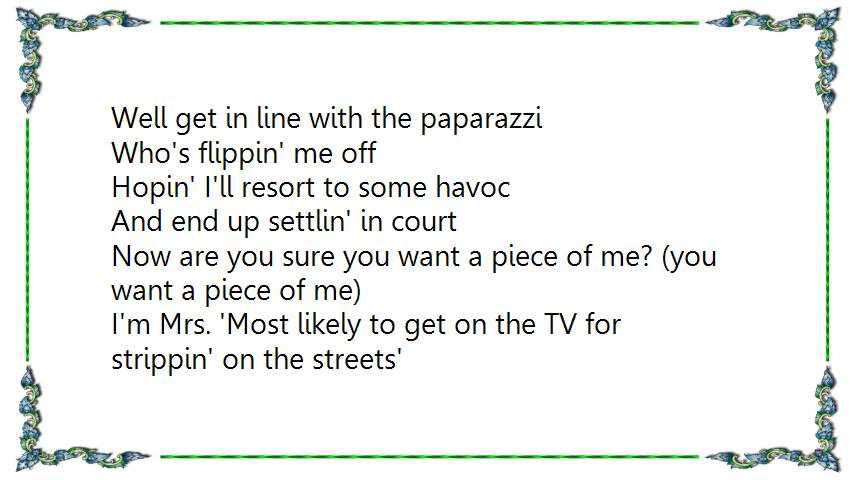 Well get in line with the paparazzi
Who's flippin' me off
Hopin' I'll resort to some havoc
And end up settlin' in court
Now are you sure you want a piece of me? (you
want a piece of me)
I'm Mrs. 'Most likely to get on the TV for
strippin' on the streets'